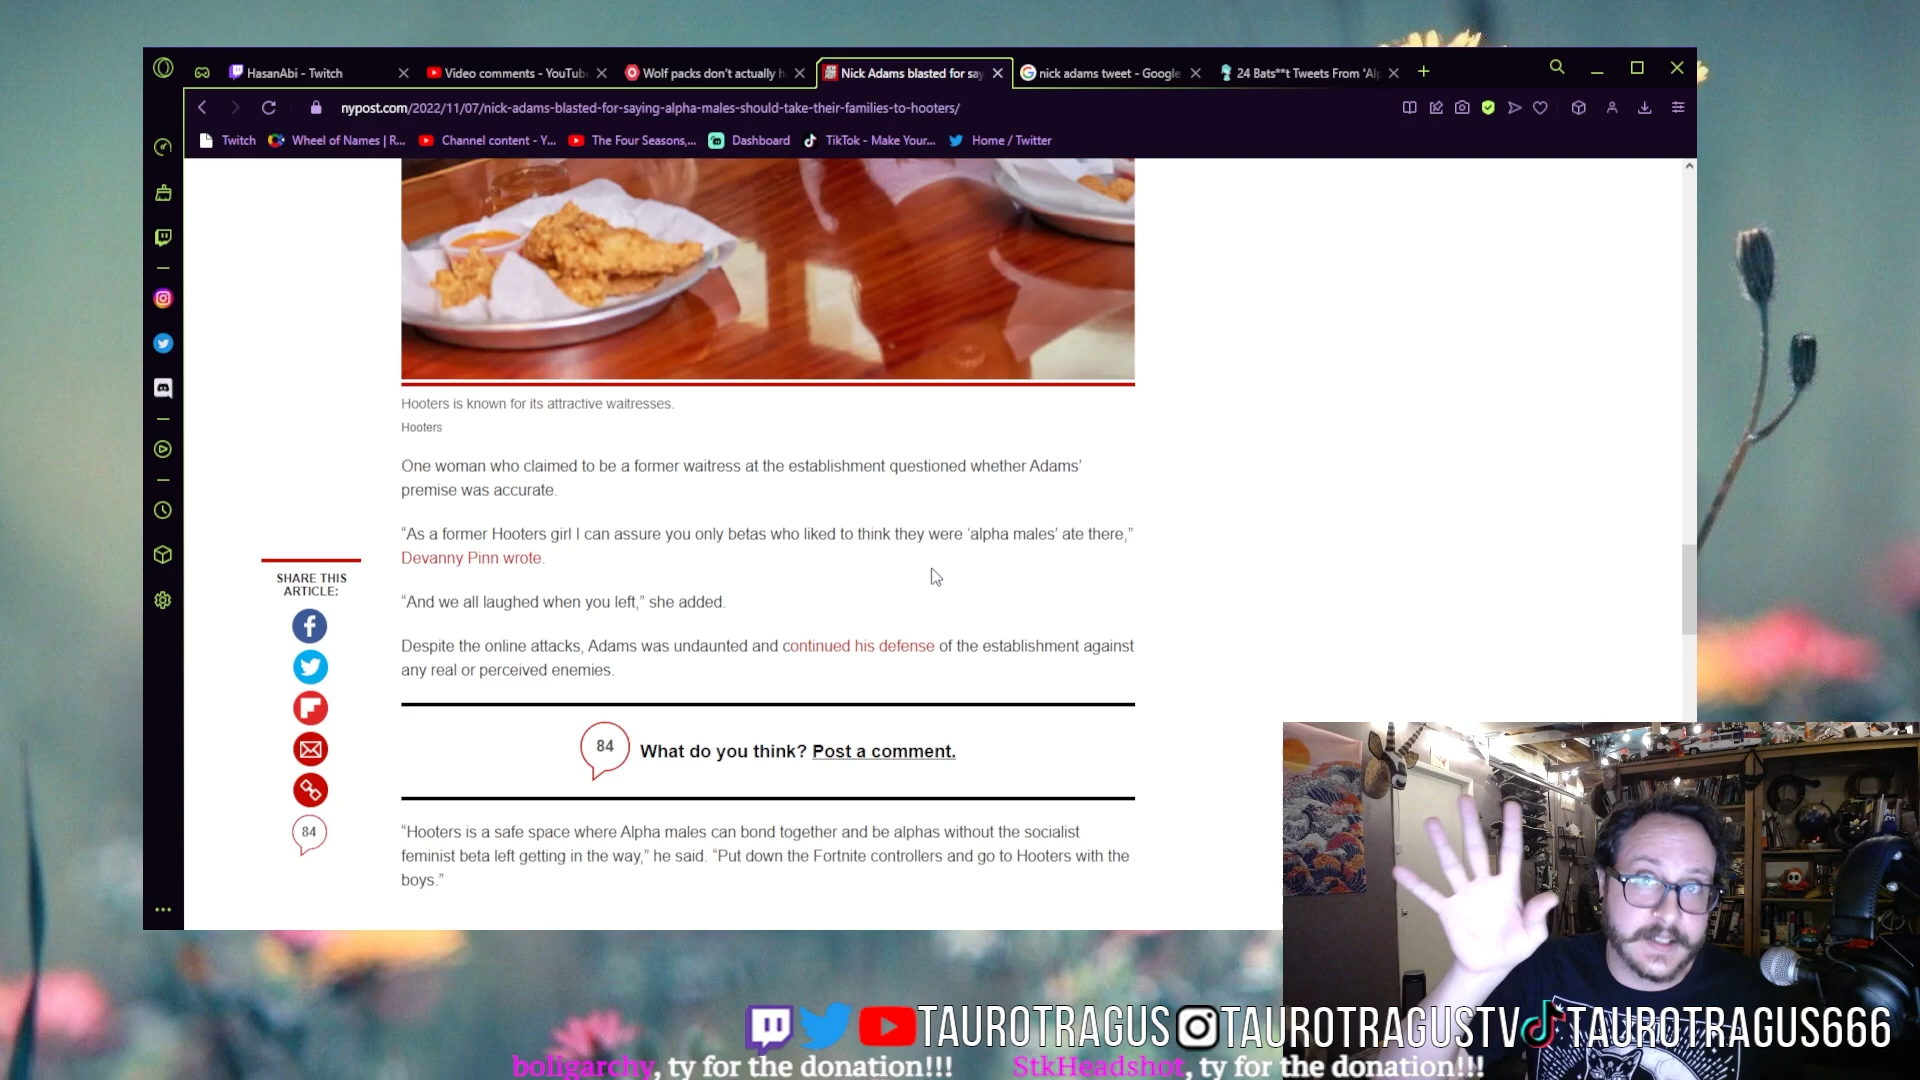 HasanAbi - Twitch
Video comments - YouTub
Wolf packs don't actually h
Nick Adams blasted for say
nick adams tweet - Google
24 Bats**t Tweets From 'Al
nypost.com/2022/11/07/nick-adams-blasted-for-saying-alpha-males-should-take-their-families-to-hooters/
Twitch
Wheel of Names | R...
Channel content - Y...
The Four Seasons,...
Dashboard
TikTok - Make Your...
Home / Twitter
Hooters is known for its attractive waitresses.
Hooters
One woman who claimed to be a former waitress at the establishment questioned whether Adams'
premise was accurate.
“As a former Hooters girl I can assure you only betas who liked to think they were ‘alpha males’ ate there,”
Devanny Pinn wrote.
“And we all laughed when you left,” she added.
Despite the online attacks, Adams was undaunted and continued his defense of the establishment against
any real or perceived enemies.
SHARE THIS
ARTICLE:
84
84 What do you think? Post a comment.
“Hooters is a safe space where Alpha males can bond together and be alphas without the socialist
feminist beta left getting in the way,” he said. “Put down the Fortnite controllers and go to Hooters with the
boys.”
TAUROTRAGUS TAUROTRAGUSTV TAUROTRAGUS666
boligarchy, ty for the donation!!! StkHeadshot, ty for the donation!!!